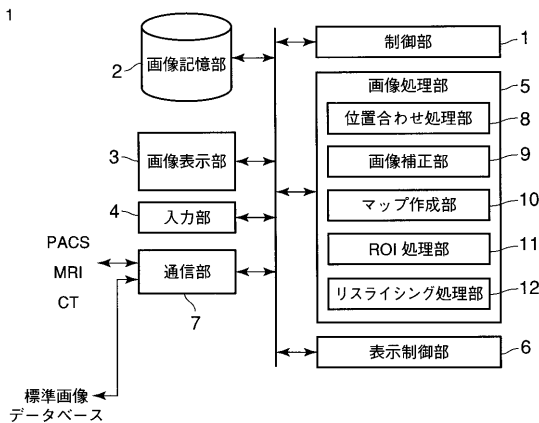 1
画像記憶部
2
画像表示部
3
入力部
4
通信部
7
PACS
MRI
CT
標準画像
データベース
制御部
1
画像処理部
5
位置合わせ処理部
8
画像補正部
9
マップ作成部
10
ROI 処理部
11
リスライシング処理部
12
表示制御部
6